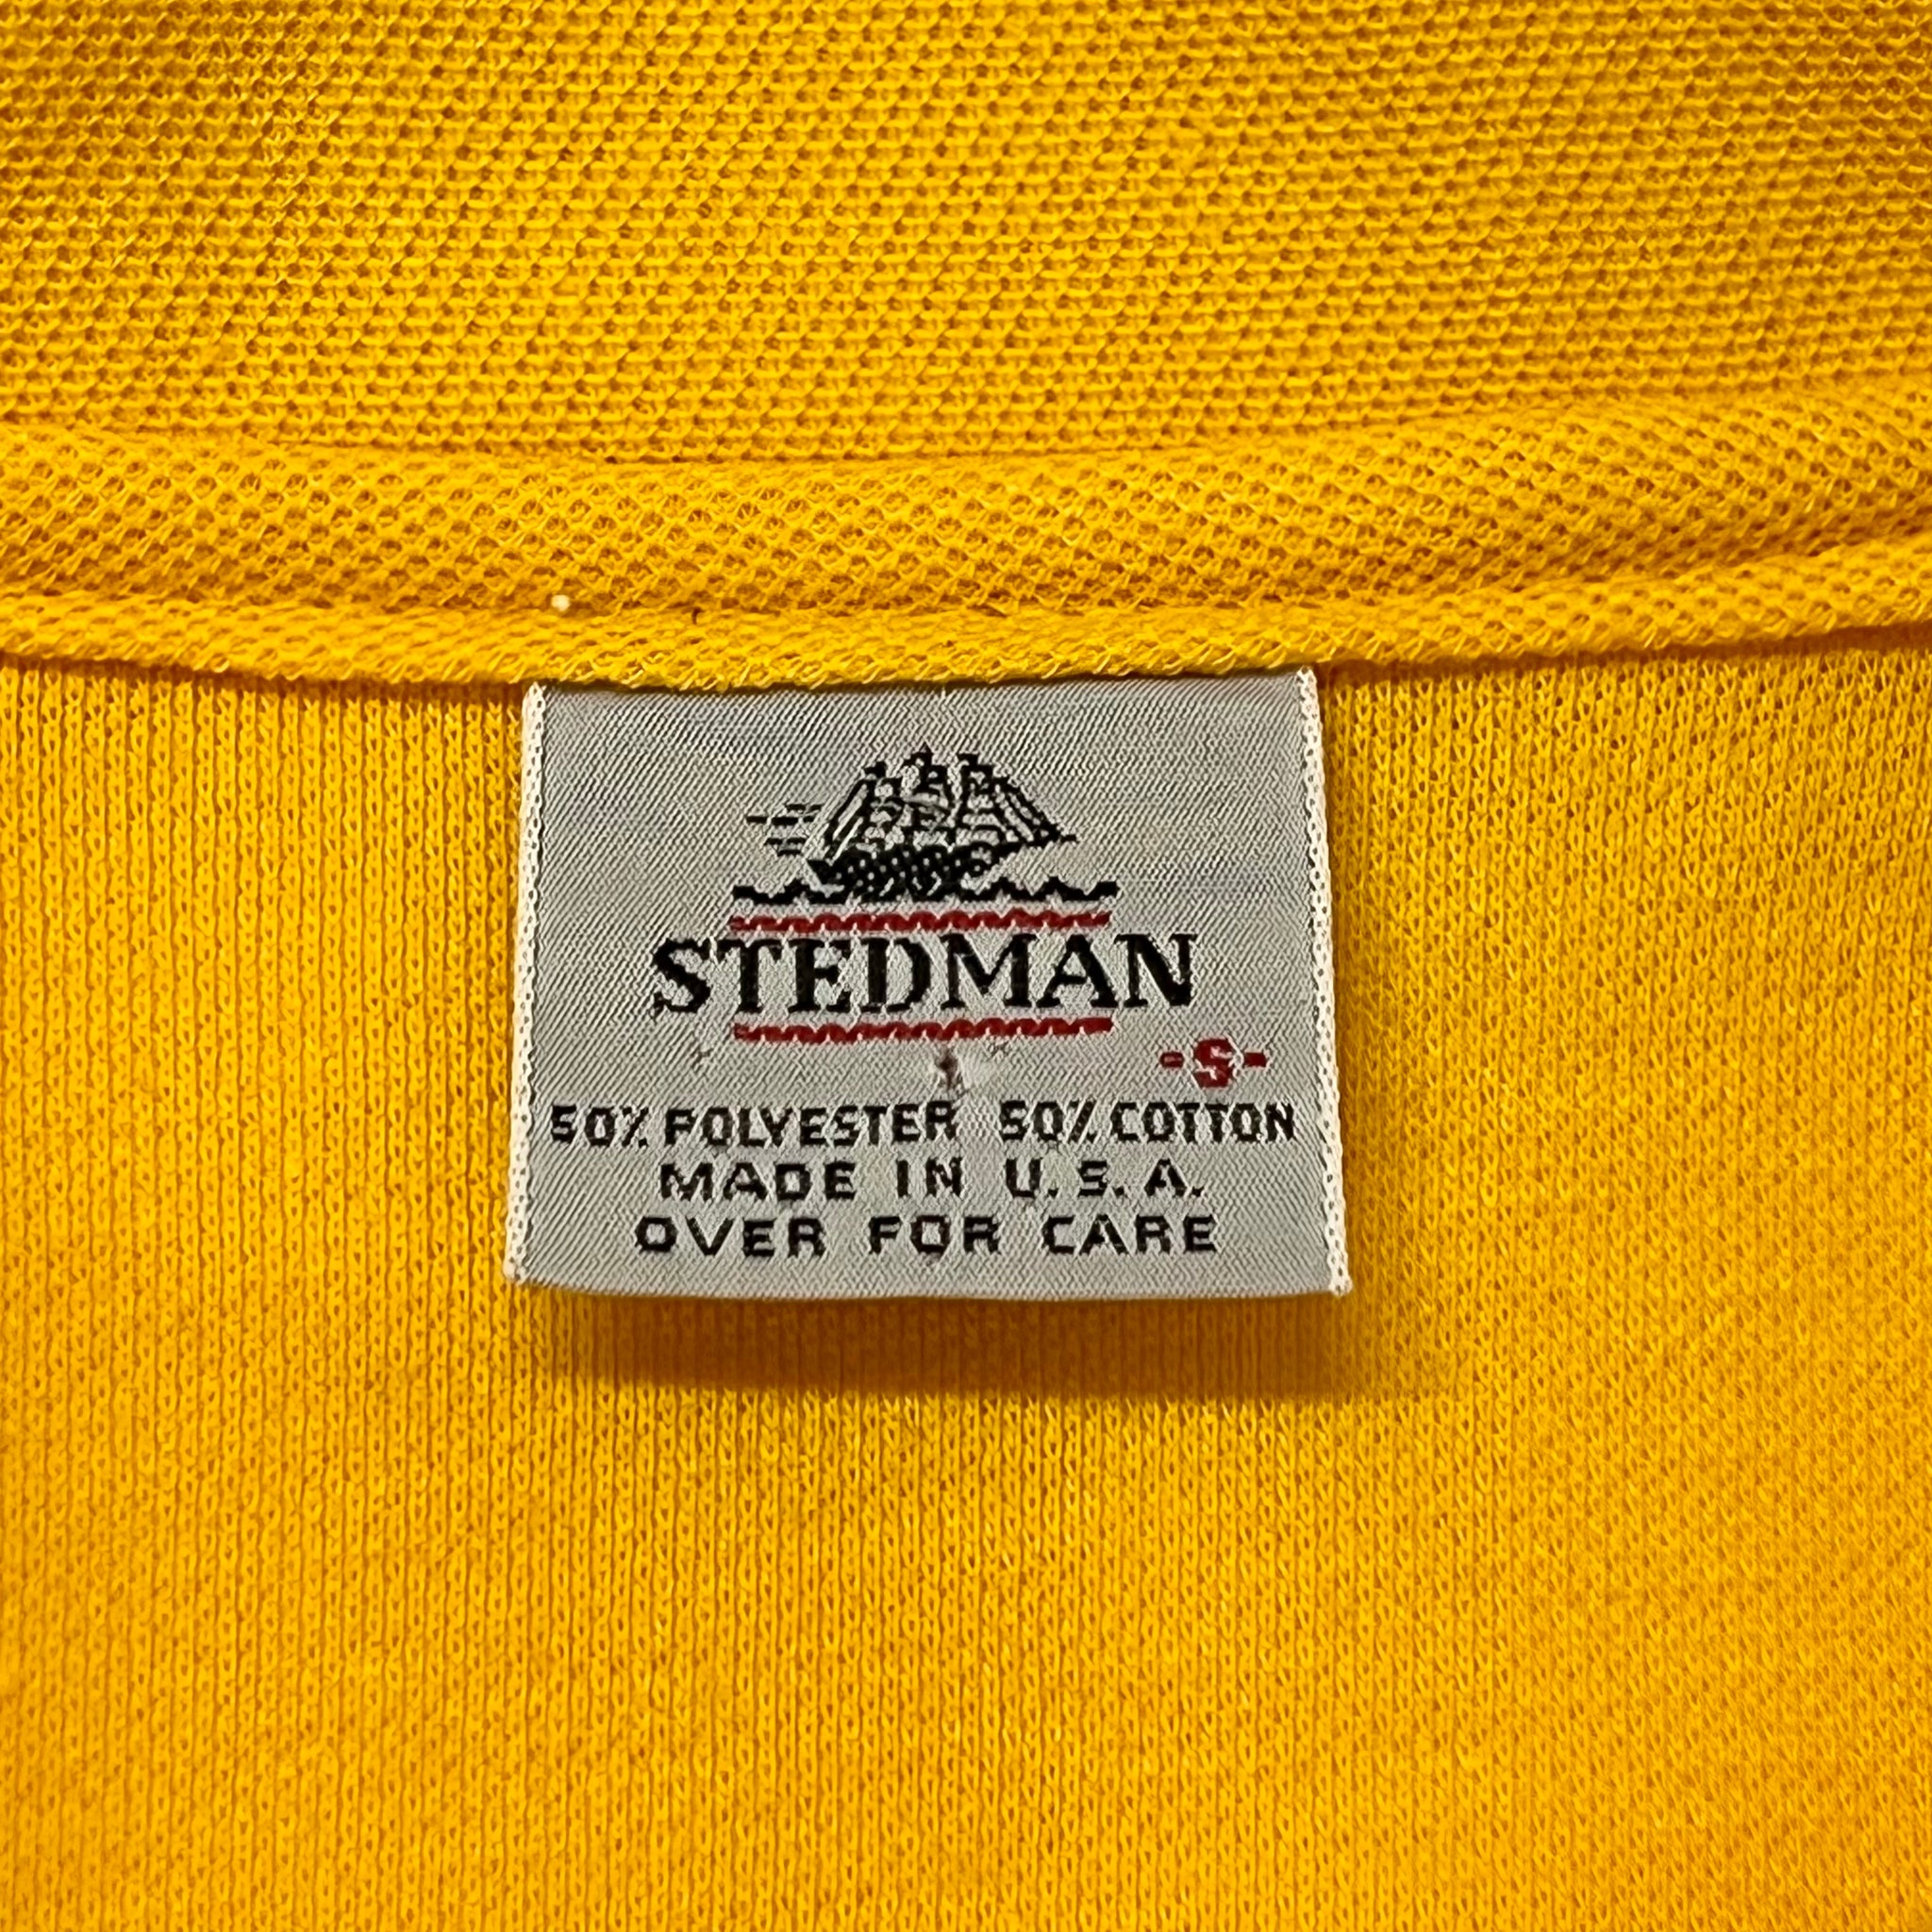 STEDMAN
-S-
50% POLYESTER 50% COTTON
MADE IN U.S.A.
OVER FOR CARE